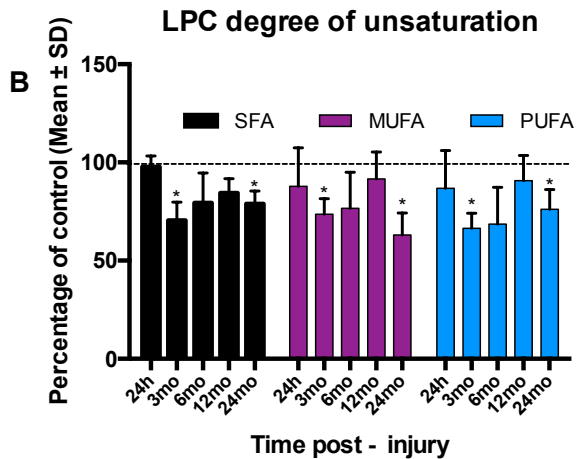 LPC degree of unsaturation
B
Percentage of control (Mean ± SD)
150
100
50
0
SFA MUFA PUFA
* * * * * *
24h 3mo 6mo 12mo 24mo 24h 3mo 6mo 12mo 24mo 24h 3mo 6mo 12mo 24mo
Time post - injury